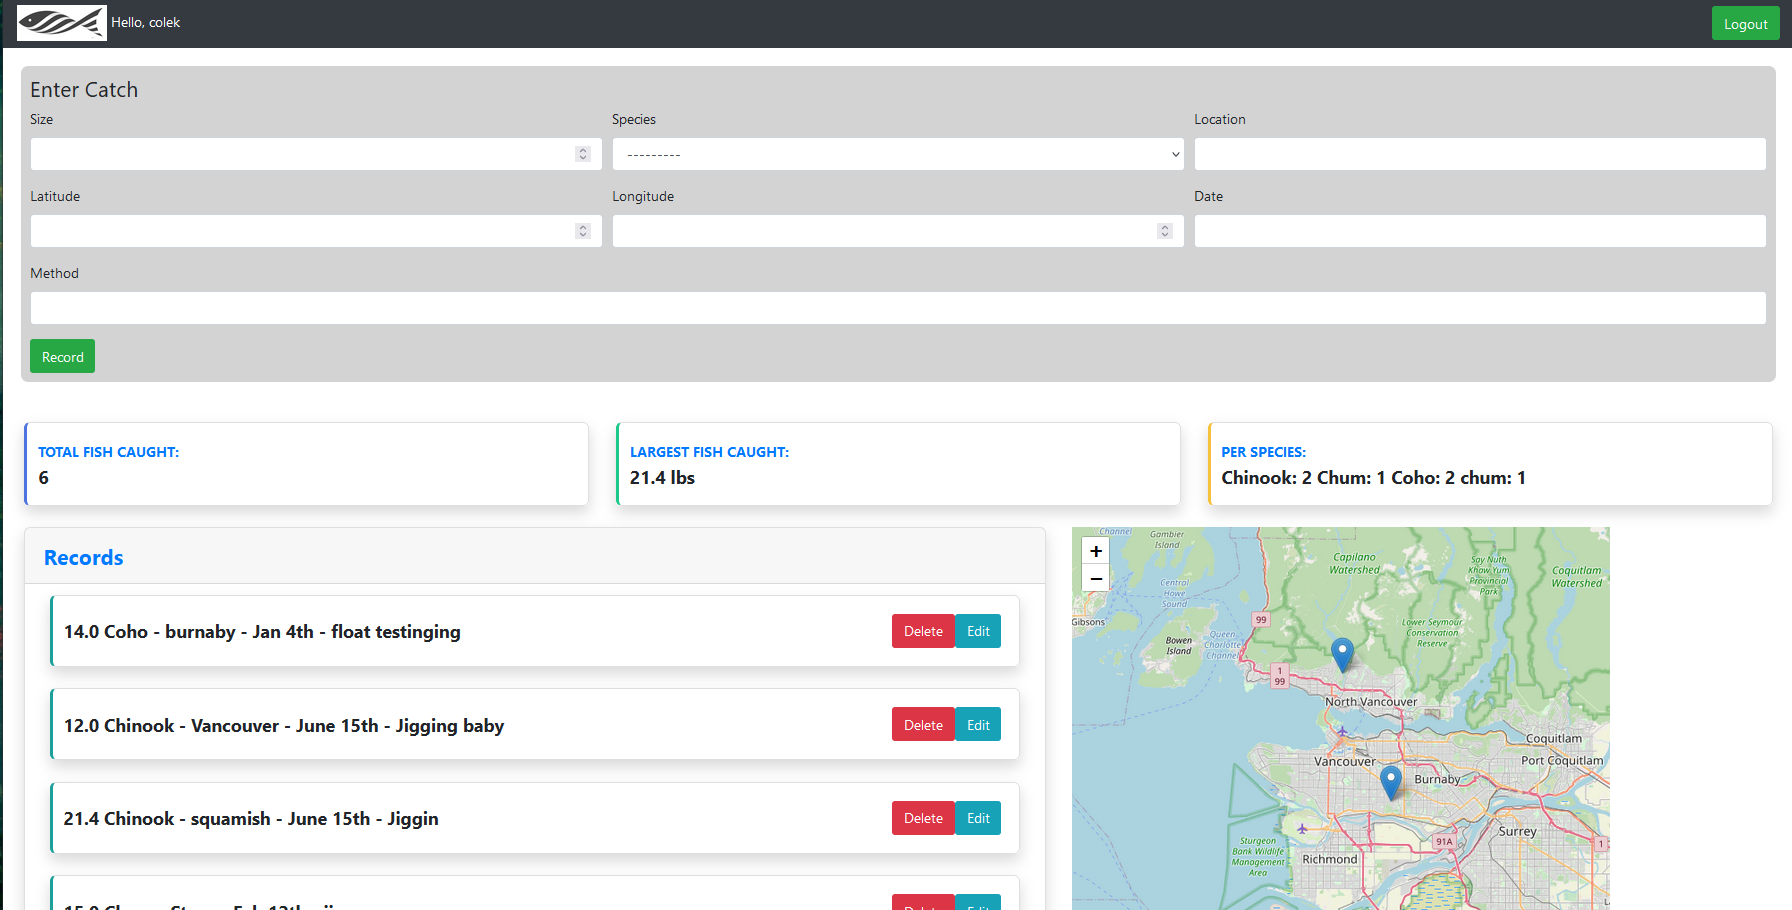 Hello, colek
Logout
Enter Catch
Size
Species
Location
---------
Latitude
Longitude
Date
Method
Record
TOTAL FISH CAUGHT:
6
LARGEST FISH CAUGHT:
21.4 lbs
PER SPECIES:
Chinook: 2 Chum: 1 Coho: 2 chum: 1
Records
14.0 Coho - burnaby - Jan 4th - float testinging
Delete
Edit
12.0 Chinook - Vancouver - June 15th - Jigging baby
Delete
Edit
21.4 Chinook - squamish - June 15th - Jiggin
Delete
Edit
+
−
Channel
Gambier
Island
Capilano
Watershed
Say Nuth
Khaw Yum
Provincial
Park
Coquitlam
Watershed
Central
Howe
Sound
Gibsons
99
Lower Seymour
Conservation
Reserve
Bowen
Island
Queen
Charlotte
Channel
1
99
North Vancouver
Coquitlam
Vancouver
Port Coquitlam
Burnaby
Surrey
Sturgeon
Bank Wildlife
Management
Area
91A
1
Richmond